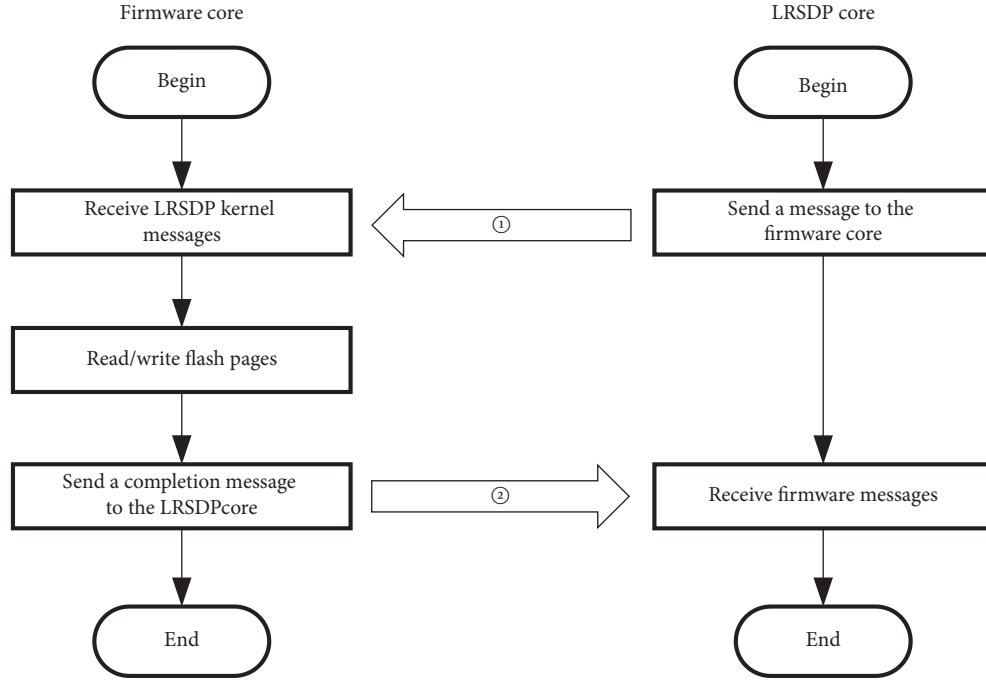 Firmware core
LRSDP core
Begin
Begin
Receive LRSDP kernel
messages
①
Send a message to the
firmware core
Read/write flash pages
Send a completion message
to the LRSDPcore
②
Receive firmware messages
End
End